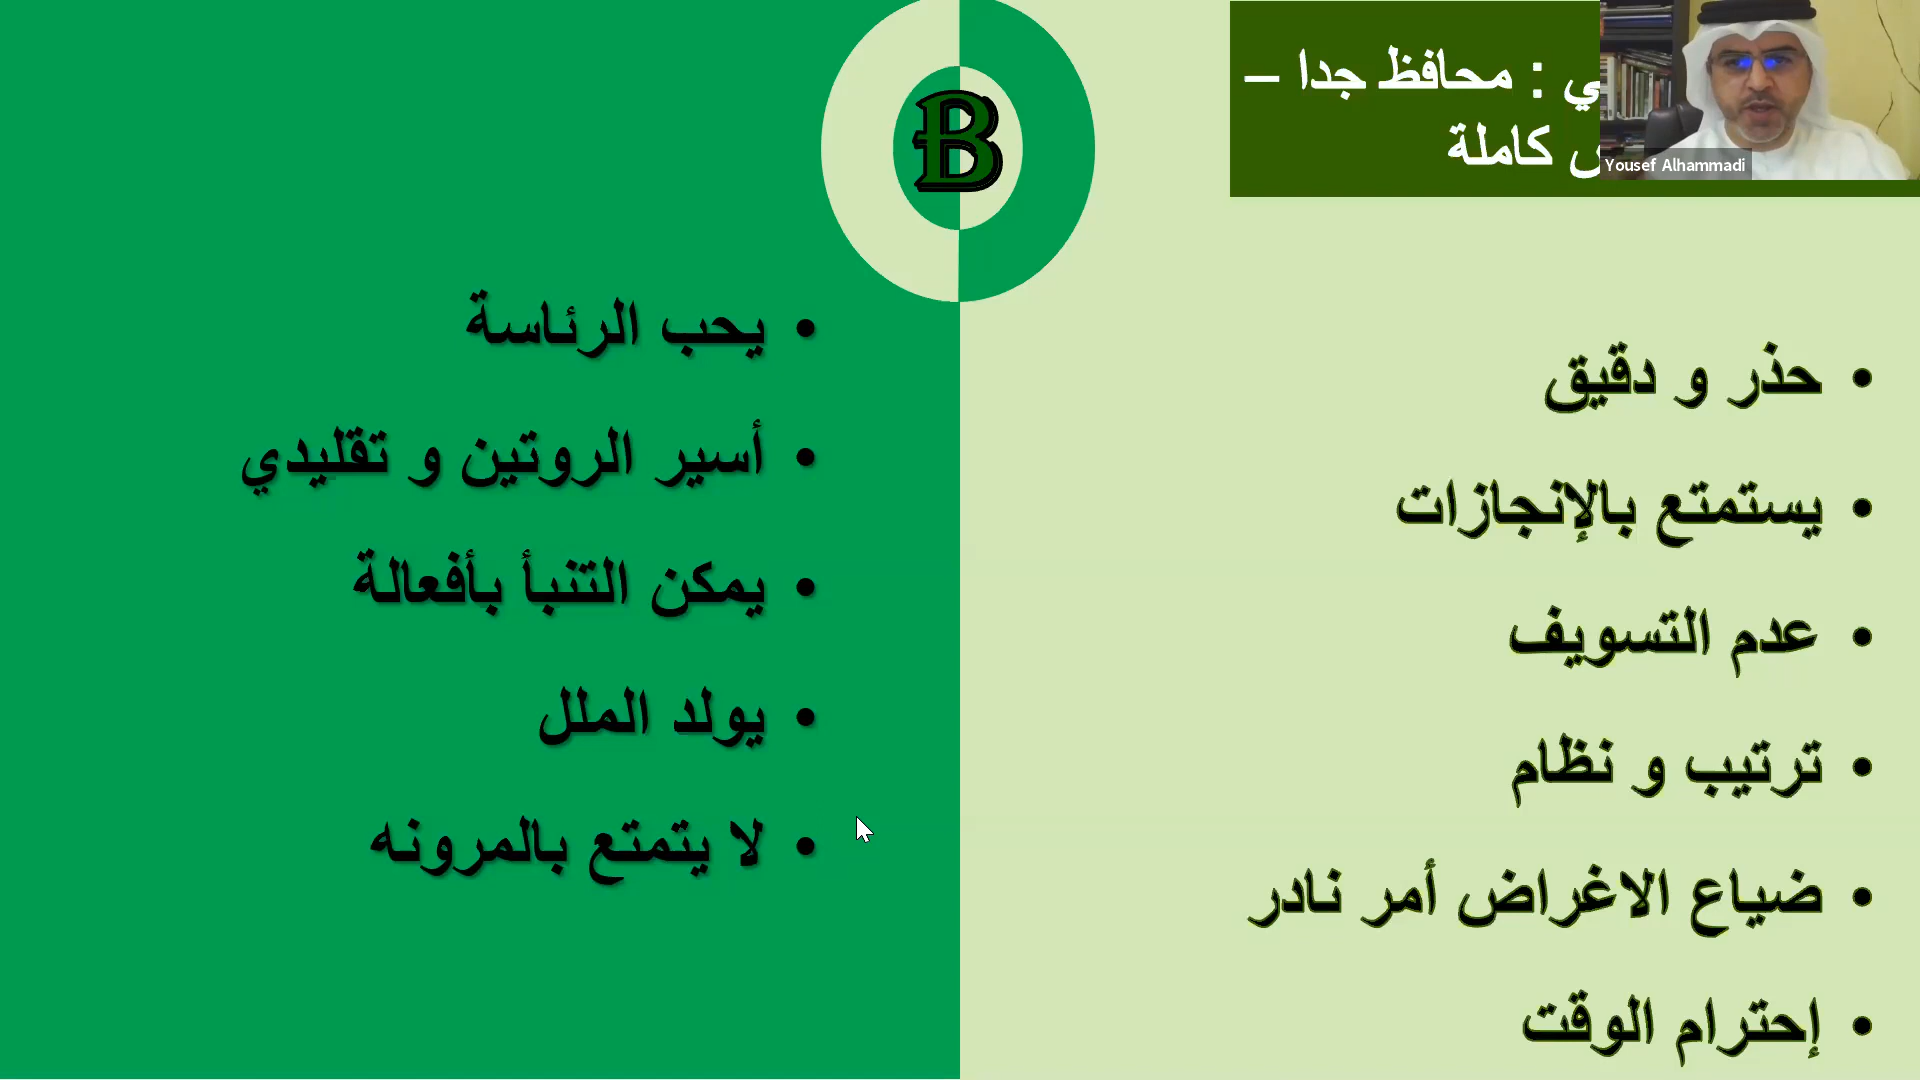 : محافظ جدا –
كاملة
Yousef Alhammadi
B
• حذر و دقيق
• يستمتع بالإنجازات
• عدم التسويف
• ترتيب و نظام
• ضياع الاغراض أمر نادر
• إحترام الوقت
• يحب الرئاسة
• أسير الروتين و تقليدي
• يمكن التنبأ بأفعالة
• يولد الملل
• لا يتمتع بالمرونه